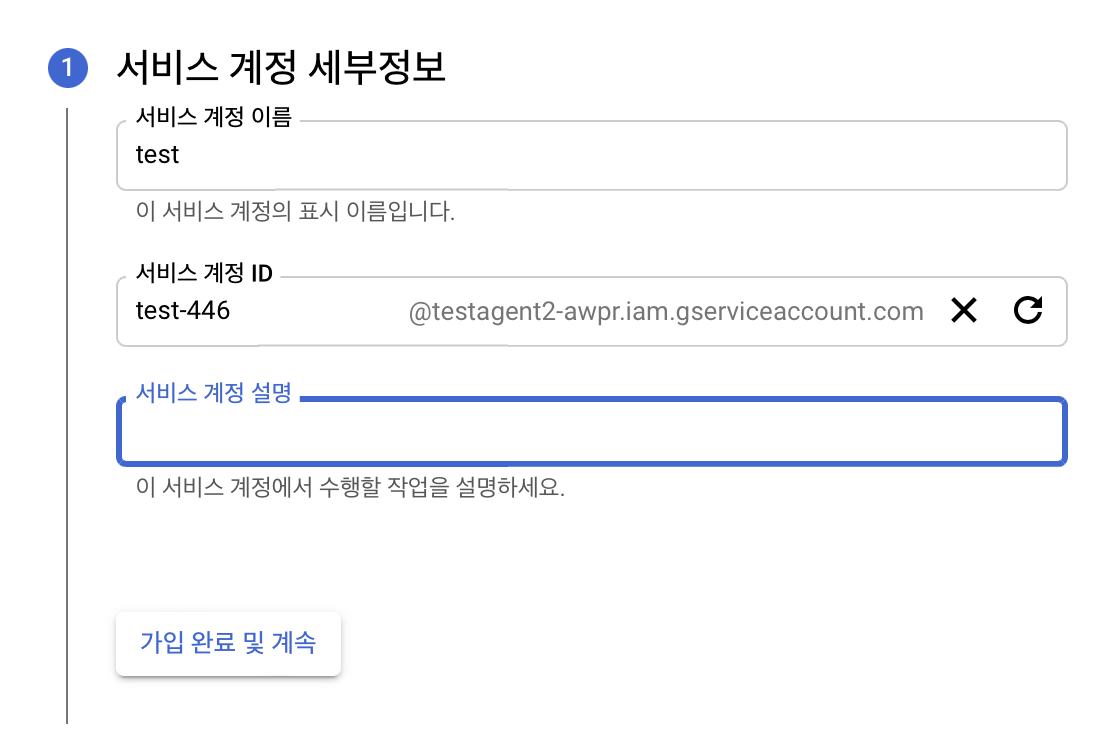 1
서비스 계정 세부정보
서비스 계정 이름
test
이 서비스 계정의 표시 이름입니다.
서비스 계정 ID
test-446 @testagent2-awpr.iam.gserviceaccount.com
서비스 계정 설명
이 서비스 계정에서 수행할 작업을 설명하세요.
가입 완료 및 계속